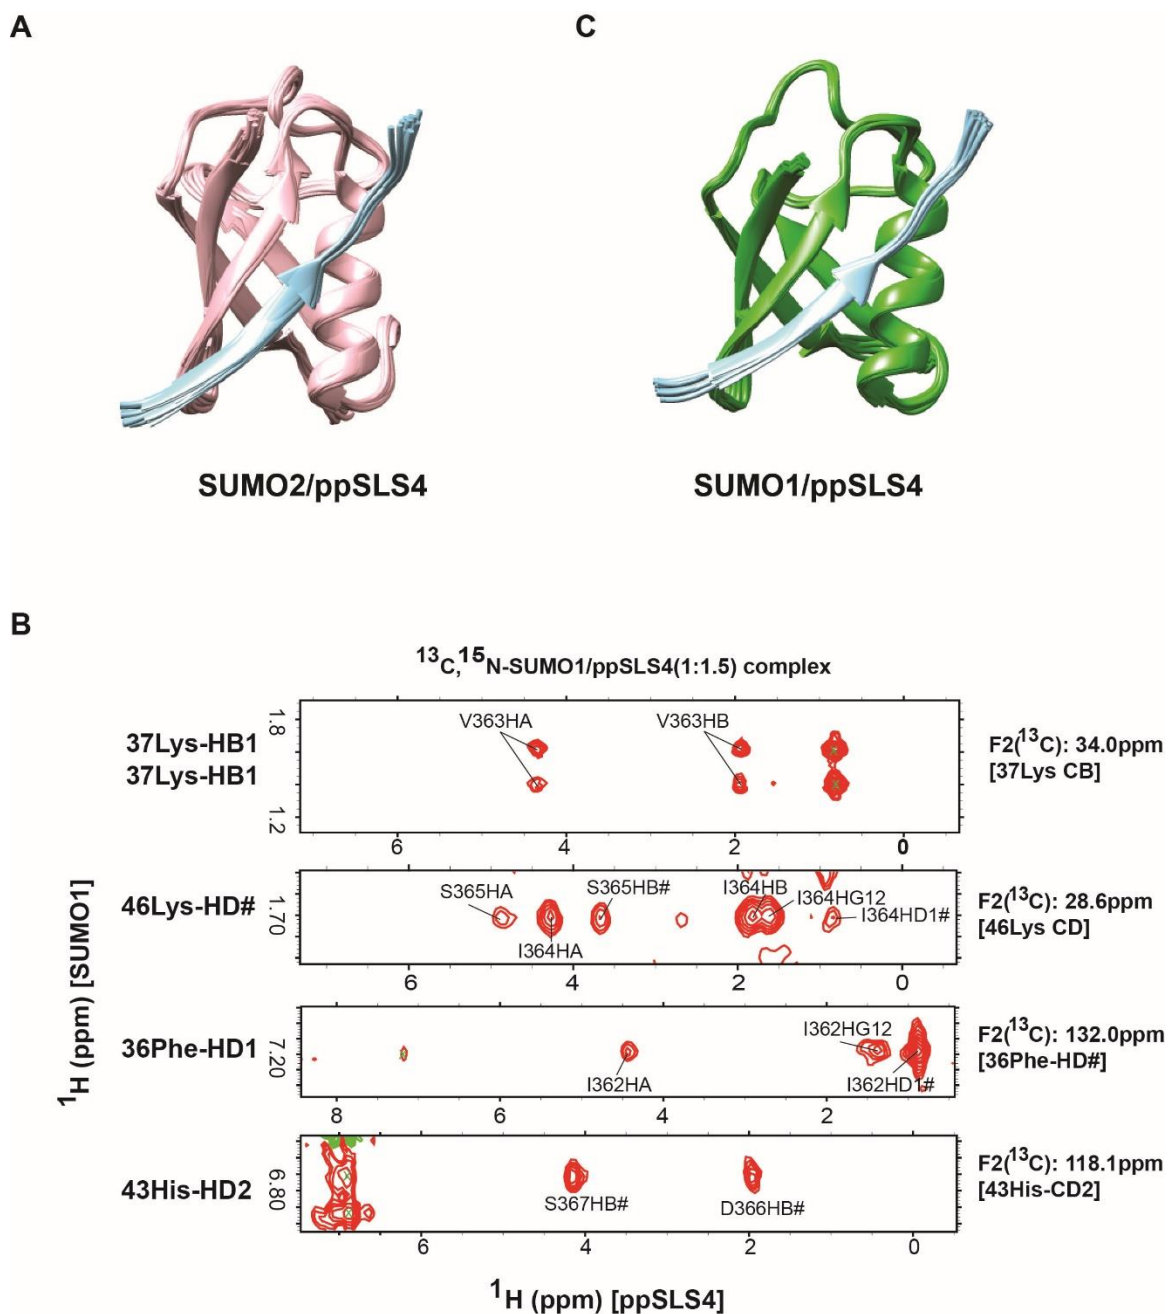 A
C
SUMO2/ppSLS4
SUMO1/ppSLS4
B
13C,15N-SUMO1/ppSLS4(1:1.5) complex
37Lys-HB1
37Lys-HB1
1.8
1.2
V363HA
V363HB
F2(13C): 34.0ppm
[37Lys CB]
6 4 2 0
46Lys-HD#
1.70
S365HA
I364HA
S365HB#
I364HB
I364HG12
I364HD1#
F2(13C): 28.6ppm
[46Lys CD]
6 4 2 0
36Phe-HD1
7.20
I362HA
I362HG12
I362HD1#
F2(13C): 132.0ppm
[36Phe-HD#]
8 6 4 2
43His-HD2
6.80
S367HB#
D366HB#
F2(13C): 118.1ppm
[43His-CD2]
6 4 2 0
1H (ppm) [SUMO1]
1H (ppm) [ppSLS4]